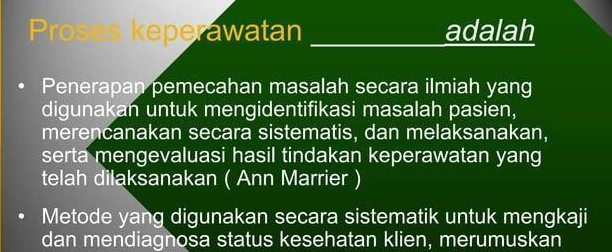 Proses keperawatan _________adalah
• Penerapan pemecahan masalah secara ilmiah yang
digunakan untuk mengidentifikasi masalah pasien,
merencanakan secara sistematis, dan melaksanakan,
serta mengevaluasi hasil tindakan keperawatan yang
telah dilaksanakan ( Ann Marrier )
• Metode yang digunakan secara sistematik untuk mengkaji
dan mendiagnosa status kesehatan klien, merumuskan